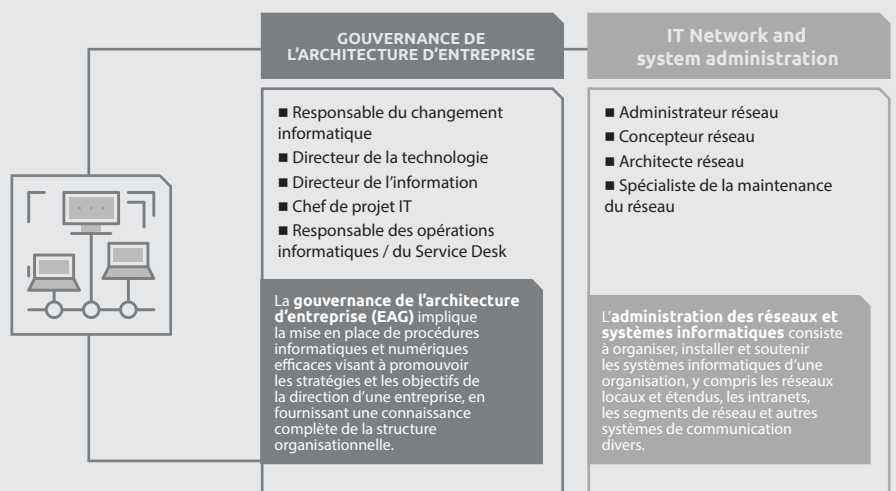 GOUVERNANCE DE
L'ARCHITECTURE D'ENTREPRISE
■ Responsable du changement
informatique
■ Directeur de la technologie
■ Directeur de l'information
■ Chef de projet IT
■ Responsable des opérations
informatiques / du Service Desk
La gouvernance de l'architecture
d'entreprise (EAG) implique
la mise en place de procédures
informatiques et numériques
efficaces visant à promouvoir
les stratégies et les objectifs de
la direction d'une entreprise, en
fournissant une connaissance
complète de la structure
organisationnelle.
IT Network and
system administration
■ Administrateur réseau
■ Concepteur réseau
■ Architecte réseau
■ Spécialiste de la maintenance
du réseau
L'administration des réseaux et
systèmes informatiques consiste
à organiser, installer et soutenir
les systèmes informatiques d'une
organisation, y compris les réseaux
locaux et étendus, les intranets,
les segments de réseau et autres
systèmes de communication
divers.